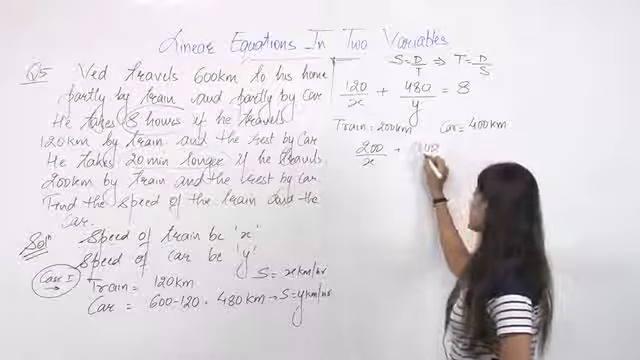 Linear Equations In Two Variables
Q5 Ved travels 600km to his home
partly by train and partly by car
He takes 8 hours if he travels
120km by train and the rest by car
He takes 20 min longer if he travels
200km by train and the rest by car
Find the speed of the train and the
car.
Solⁿ Speed of train be 'x'
Speed of car be 'y'
Case I S = x km/hr
Train = 120km
Car = 600-120 = 480km → S = y km/hr
S = D/T ⇒ T = D/S
120/x + 480/y = 8
Train = 200km Car = 400km
200/x +